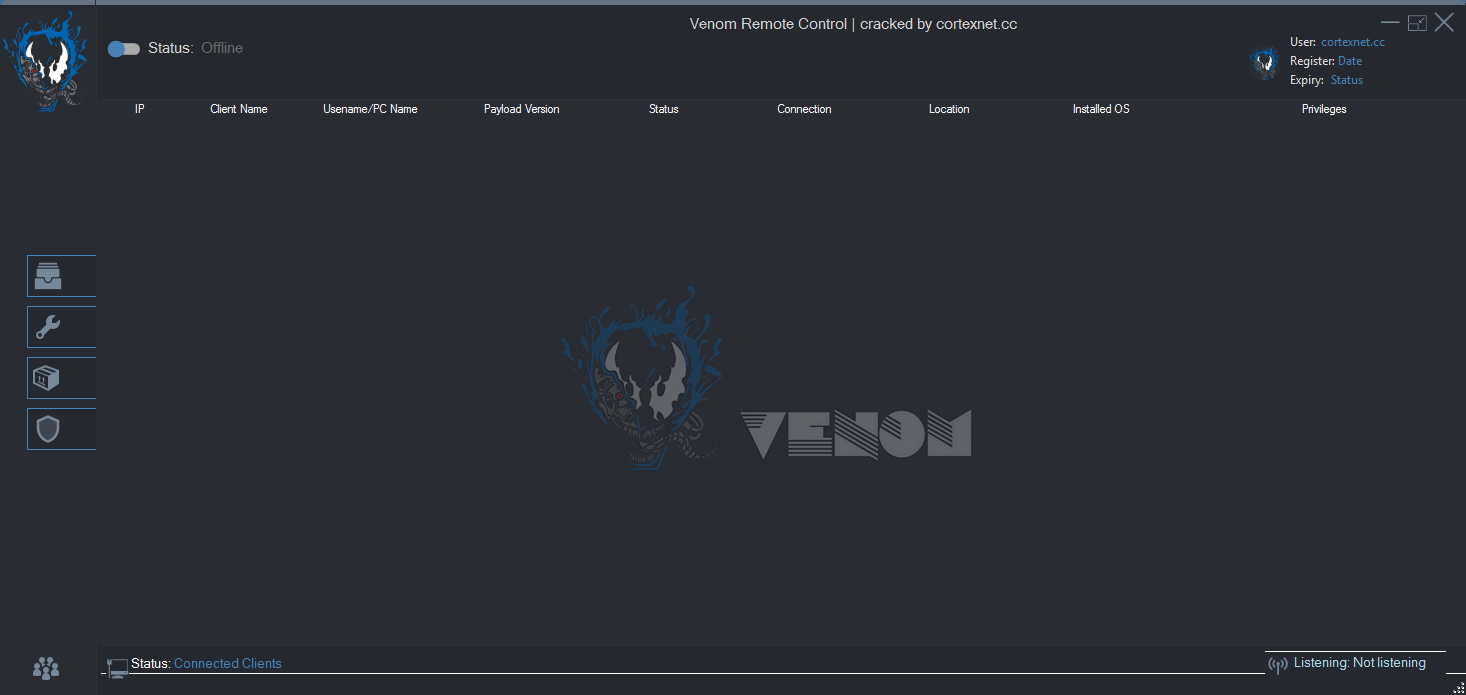 Venom Remote Control | cracked by cortexnet.cc
Status: Offline
User: cortexnet.cc
Register: Date
Expiry: Status
IP Client Name Usename/PC Name Payload Version Status Connection Location Installed OS Privileges
VENOM
Status: Connected Clients
Listening: Not listening